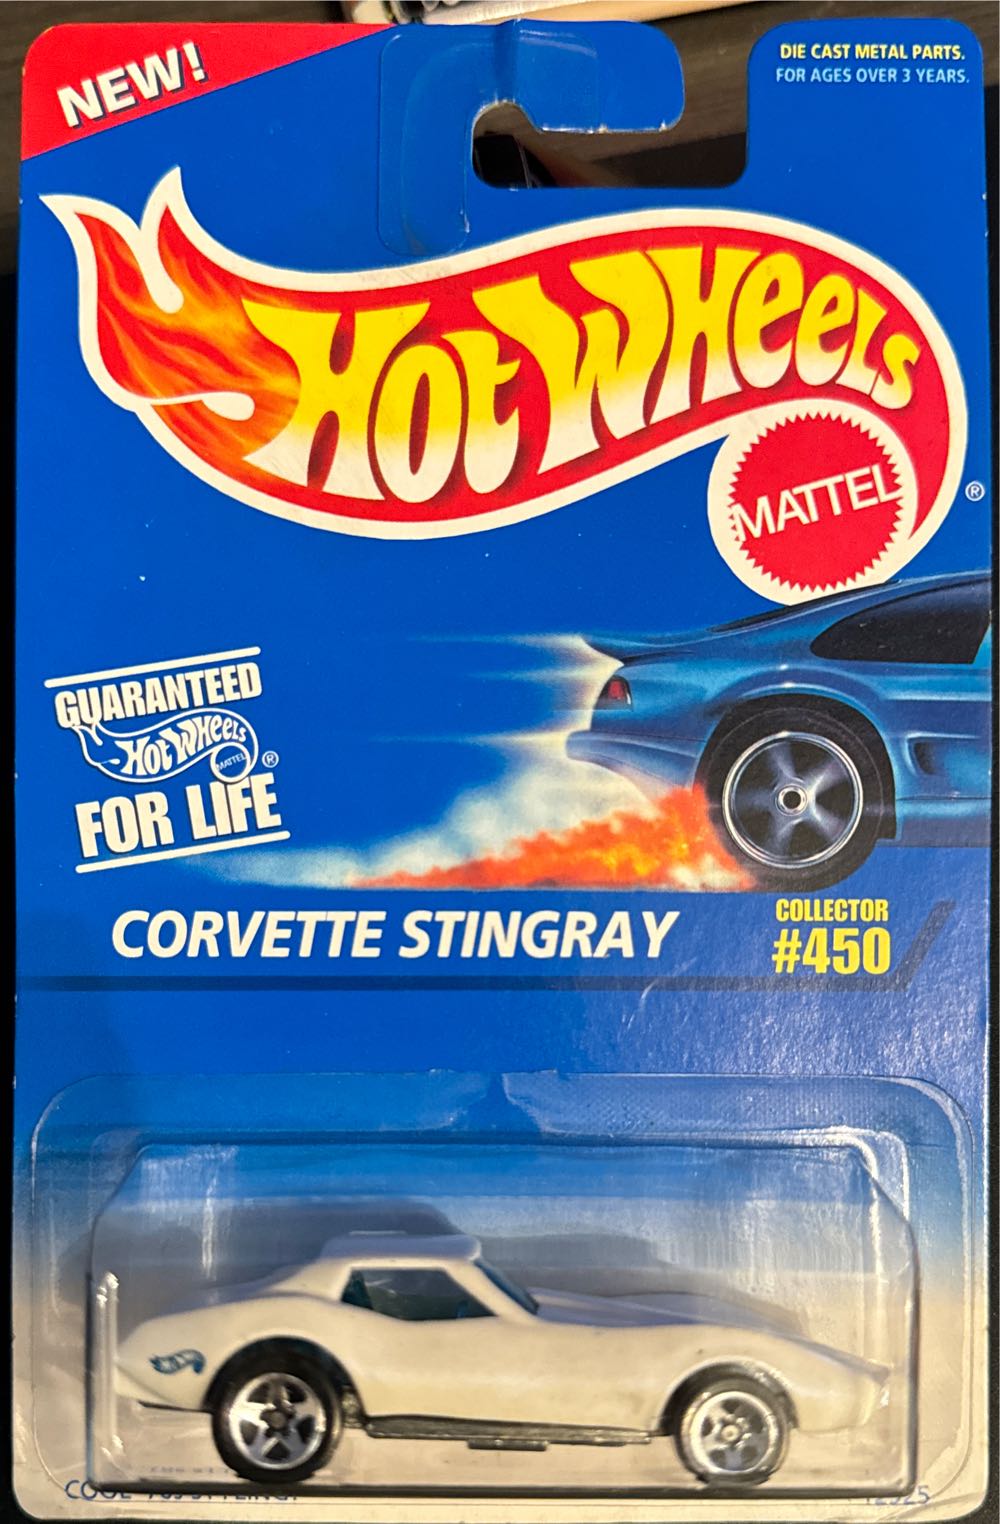 NEW!
DIE CAST METAL PARTS.
FOR AGES OVER 3 YEARS.
HOT WHEELS
MATTEL
®
GUARANTEED
HOT WHEELS
MATTEL ®
FOR LIFE
CORVETTE STINGRAY
COLLECTOR
#450
COOL